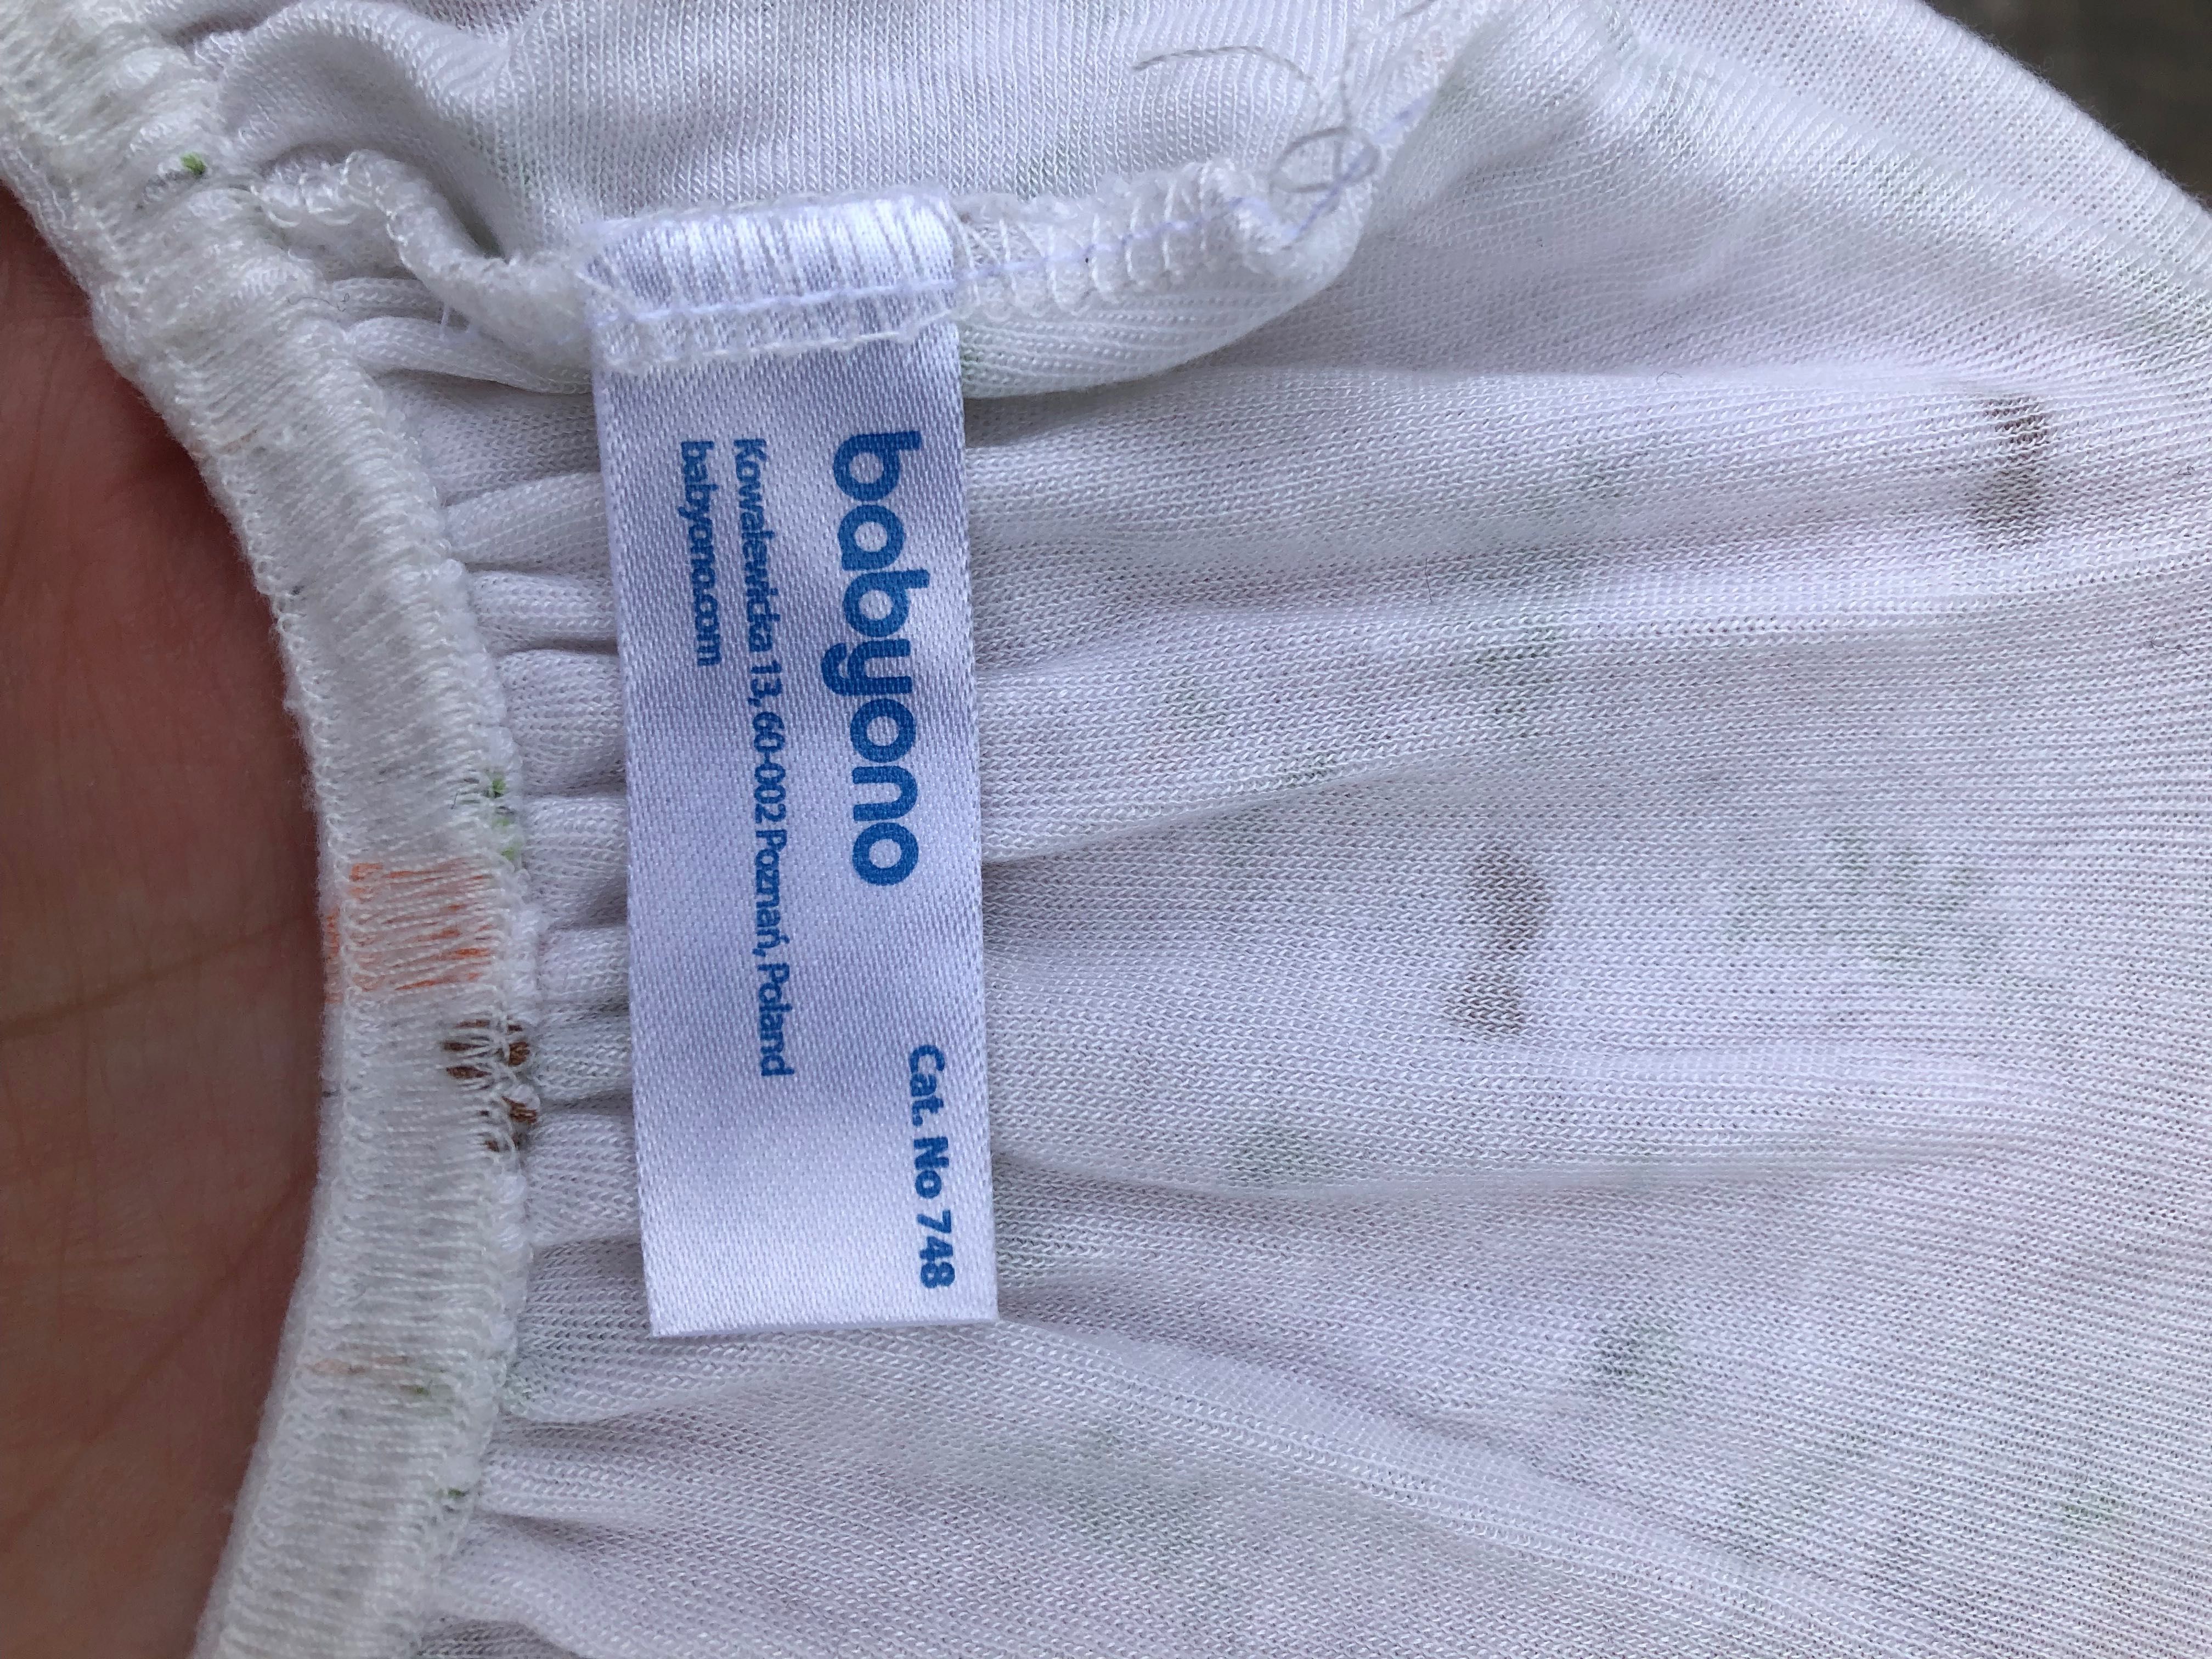 babyono
Kowalewicka 13, 60-002 Poznań, Poland
babyono.com
Cat. No 748